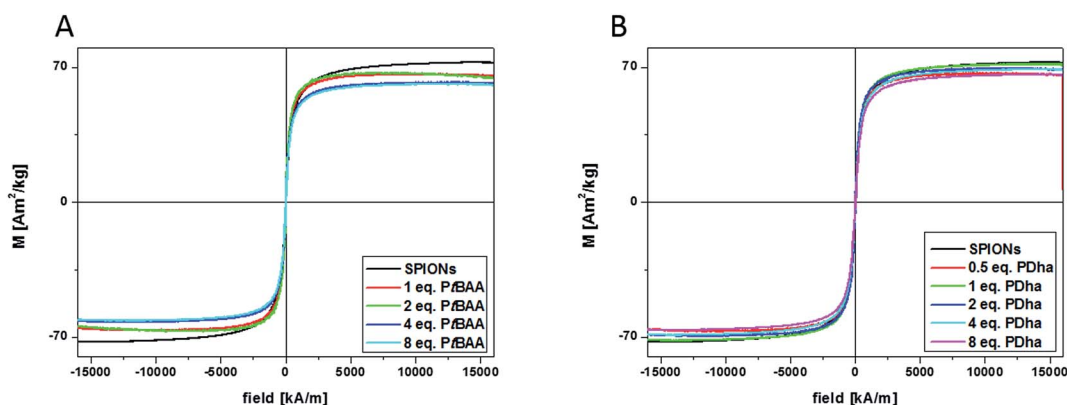 A
70
0
-70
M [Am²/kg]
-15000 -10000 -5000 0 5000 10000 15000
field [kA/m]
SPIONs
1 eq. PtBAA
2 eq. PtBAA
4 eq. PtBAA
8 eq. PtBAA
B
70
0
-70
M [Am²/kg]
-15000 -10000 -5000 0 5000 10000 15000
field [kA/m]
SPIONs
0.5 eq. PDha
1 eq. PDha
2 eq. PDha
4 eq. PDha
8 eq. PDha